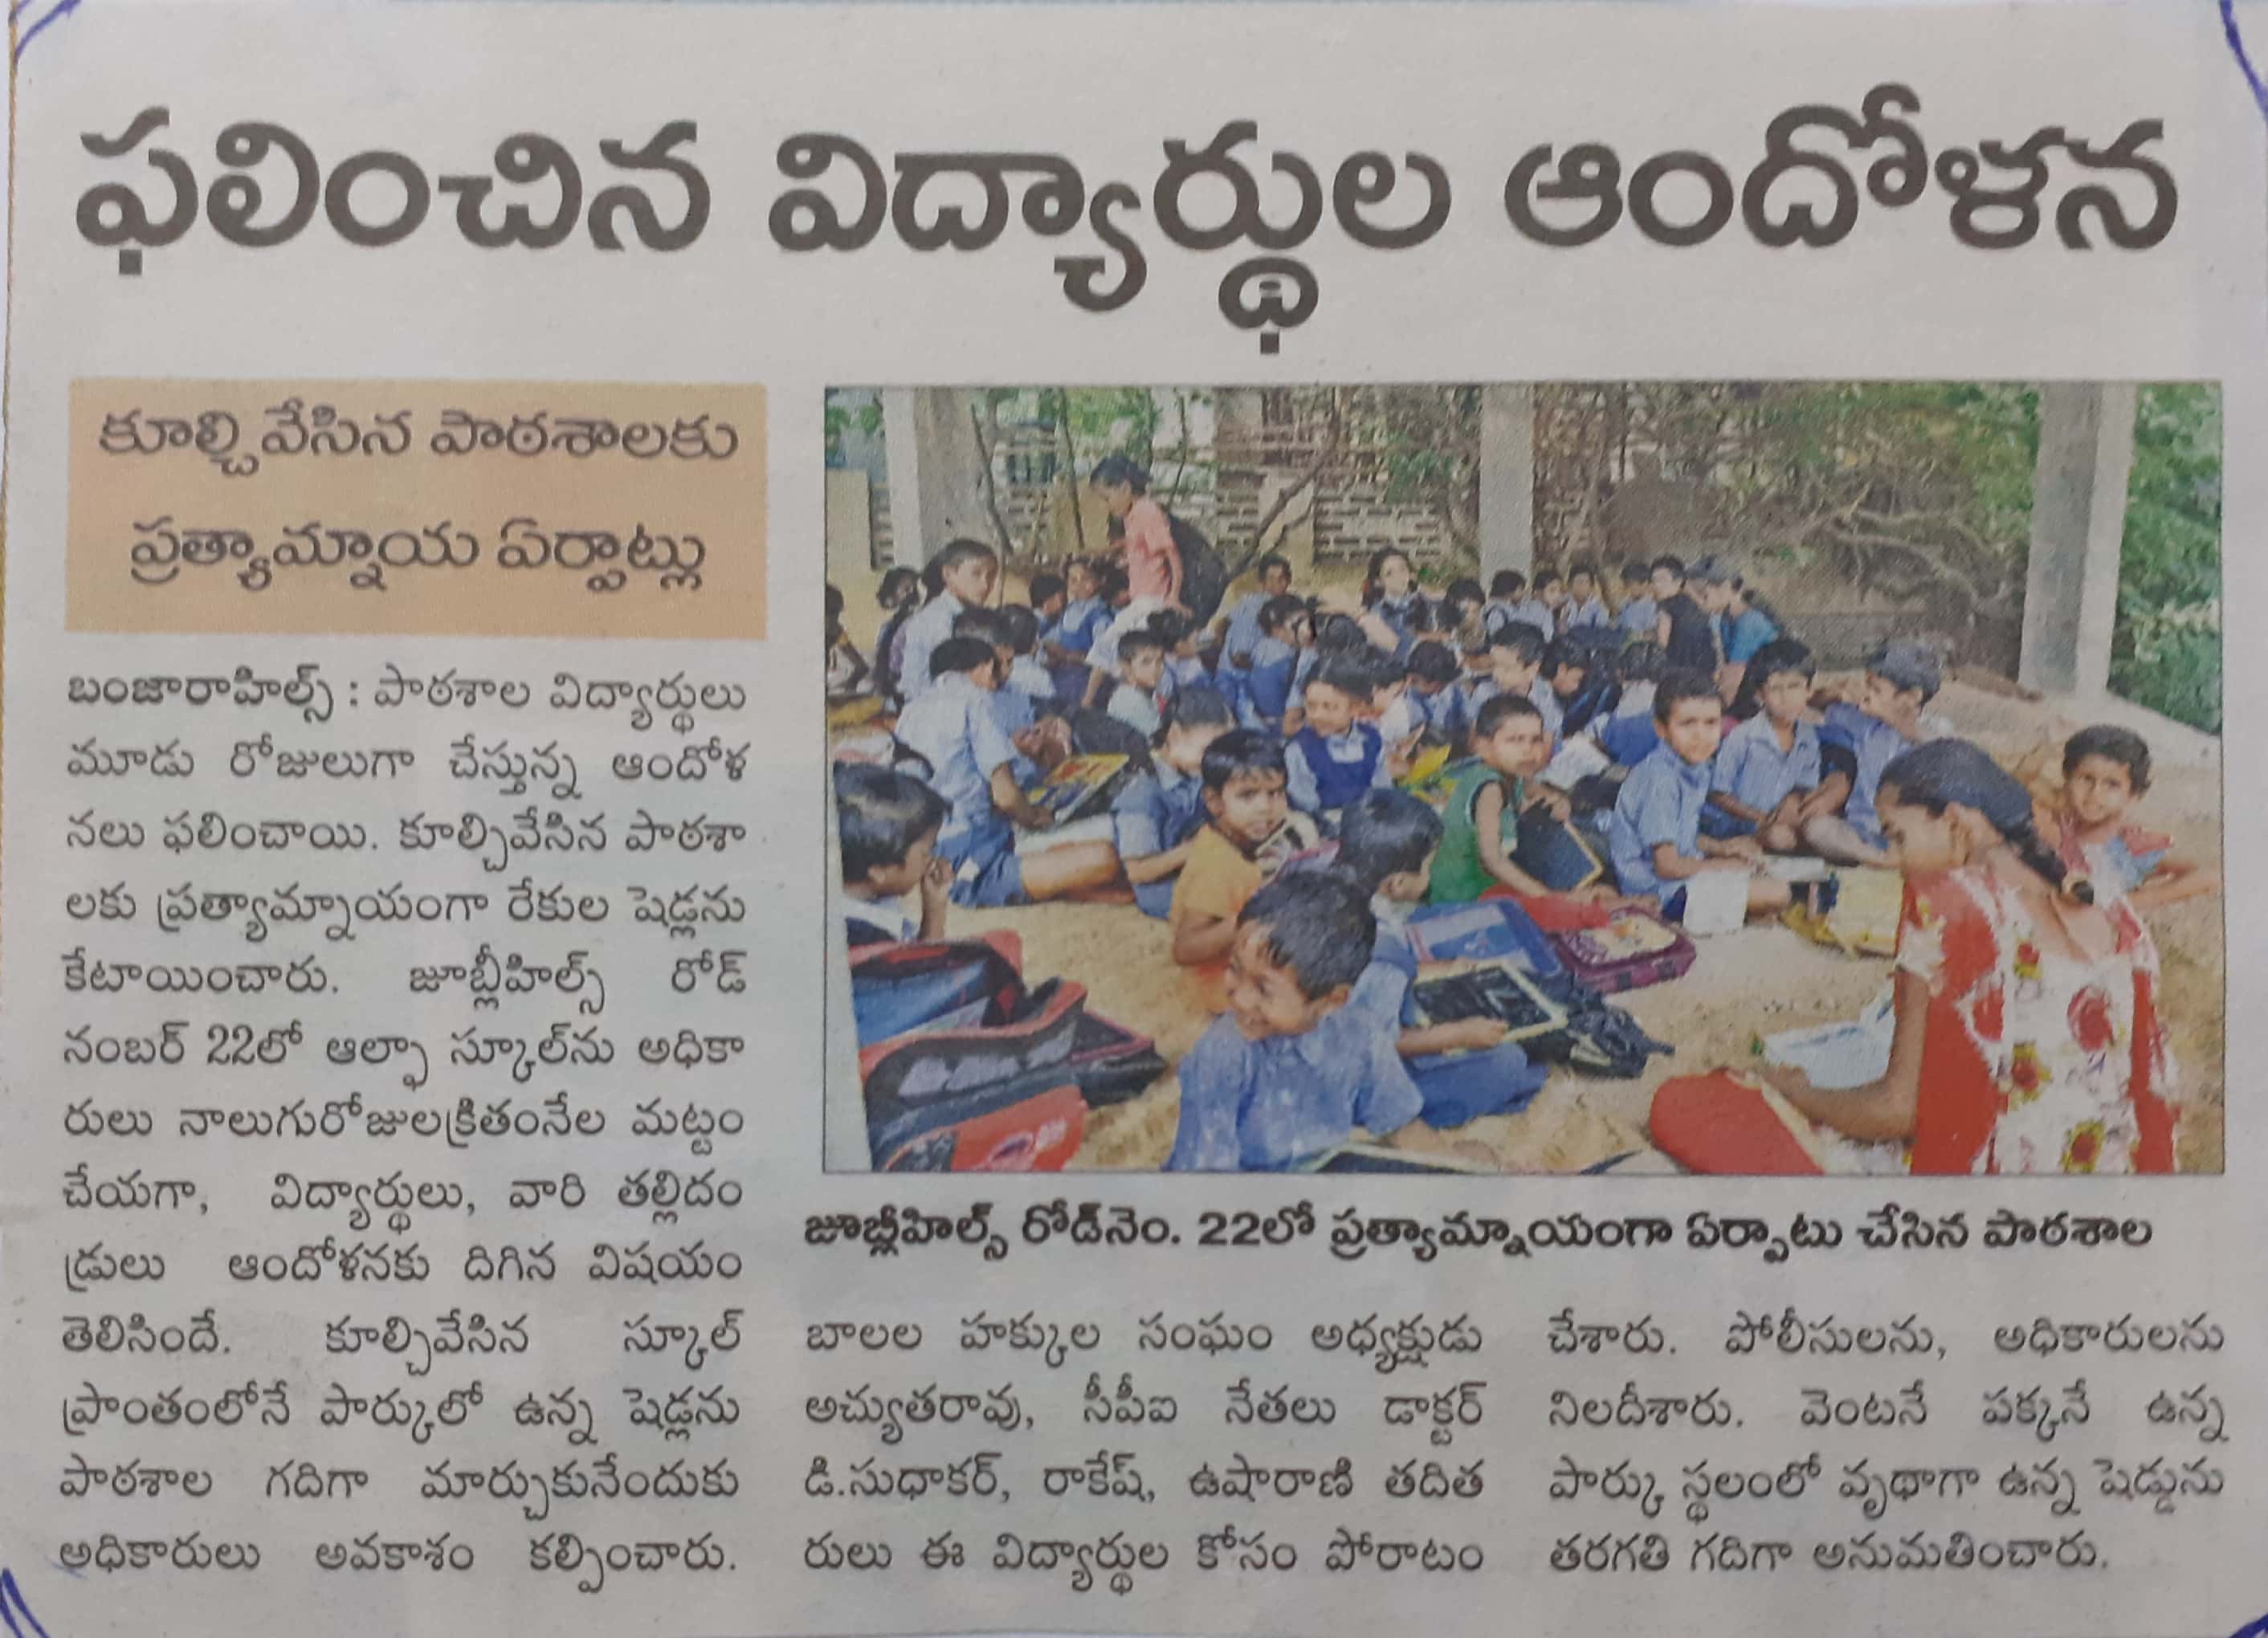 ఫలించిన విద్యార్థుల ఆందోళన
కూల్చివేసిన పాఠశాలకు
ప్రత్యామ్నాయ ఏర్పాట్లు
బంజారాహిల్స్ : పాఠశాల విద్యార్థులు
మూడు రోజులుగా చేస్తున్న ఆందోళ
నలు ఫలించాయి. కూల్చివేసిన పాఠశా
లకు ప్రత్యామ్నాయంగా రేకుల షెడ్లను
కేటాయించారు. జూబ్లీహిల్స్ రోడ్
నంబర్ 22లో ఆల్ఫా స్కూల్‌ను అధికా
రులు నాలుగురోజులక్రితంనేల మట్టం
చేయగా, విద్యార్థులు, వారి తల్లిదం
డ్రులు ఆందోళనకు దిగిన విషయం
తెలిసిందే. కూల్చివేసిన స్కూల్
ప్రాంతంలోనే పార్కులో ఉన్న షెడ్లను
పాఠశాల గదిగా మార్చుకునేందుకు
అధికారులు అవకాశం కల్పించారు.
జూబ్లీహిల్స్ రోడ్‌నెం. 22లో ప్రత్యామ్నాయంగా ఏర్పాటు చేసిన పాఠశాల
బాలల హక్కుల సంఘం అధ్యక్షుడు
అచ్యుతరావు, సీపీఐ నేతలు డాక్టర్
డి.సుధాకర్, రాకేష్, ఉషారాణి తదిత
రులు ఈ విద్యార్థుల కోసం పోరాటం
చేశారు. పోలీసులను, అధికారులను
నిలదీశారు. వెంటనే పక్కనే ఉన్న
పార్కు స్థలంలో వృథాగా ఉన్న షెడ్డును
తరగతి గదిగా అనుమతించారు.